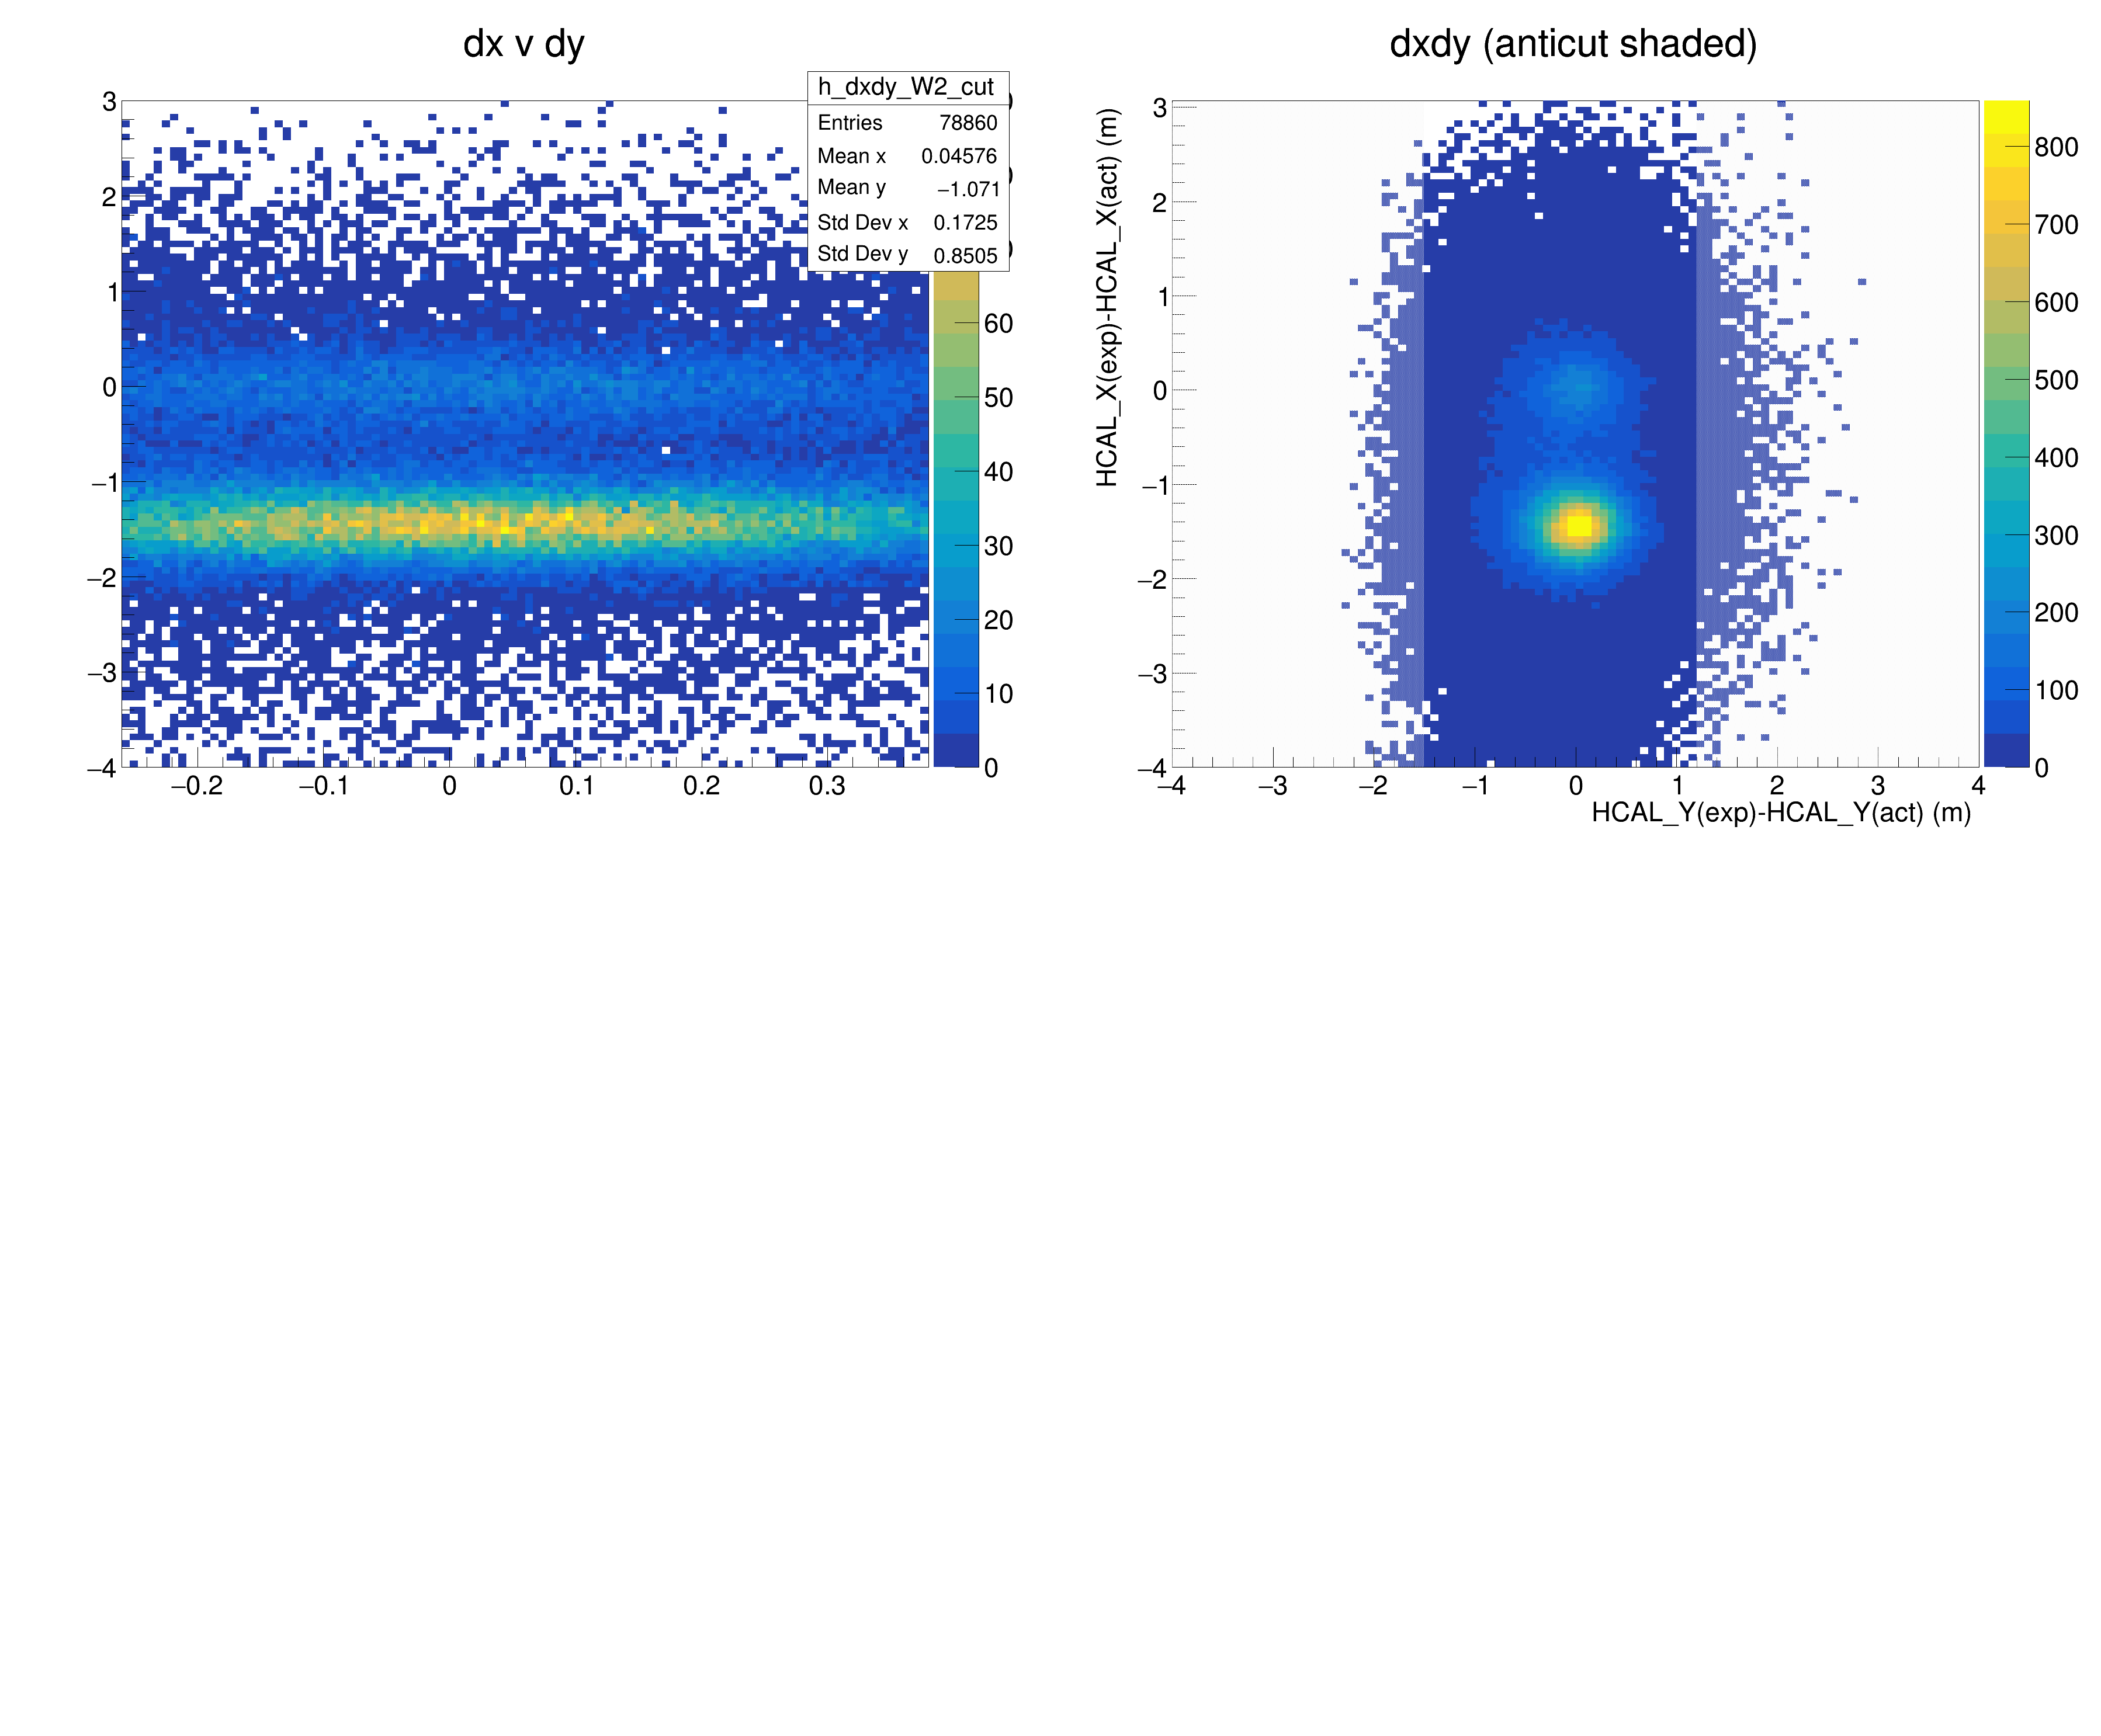 dx v dy
h_dxdy_W2_cut
Entries 78860
Mean x 0.04576
Mean y −1.071
Std Dev x 0.1725
Std Dev y 0.8505
3
2
1
0
−1
−2
−3
−4
−0.2 −0.1 0 0.1 0.2 0.3
60
50
40
30
20
10
0
dxdy (anticut shaded)
HCAL_X(exp)-HCAL_X(act) (m)
3
2
1
0
−1
−2
−3
−4
−4 −3 −2 −1 0 1 2 3 4
HCAL_Y(exp)-HCAL_Y(act) (m)
800
700
600
500
400
300
200
100
0